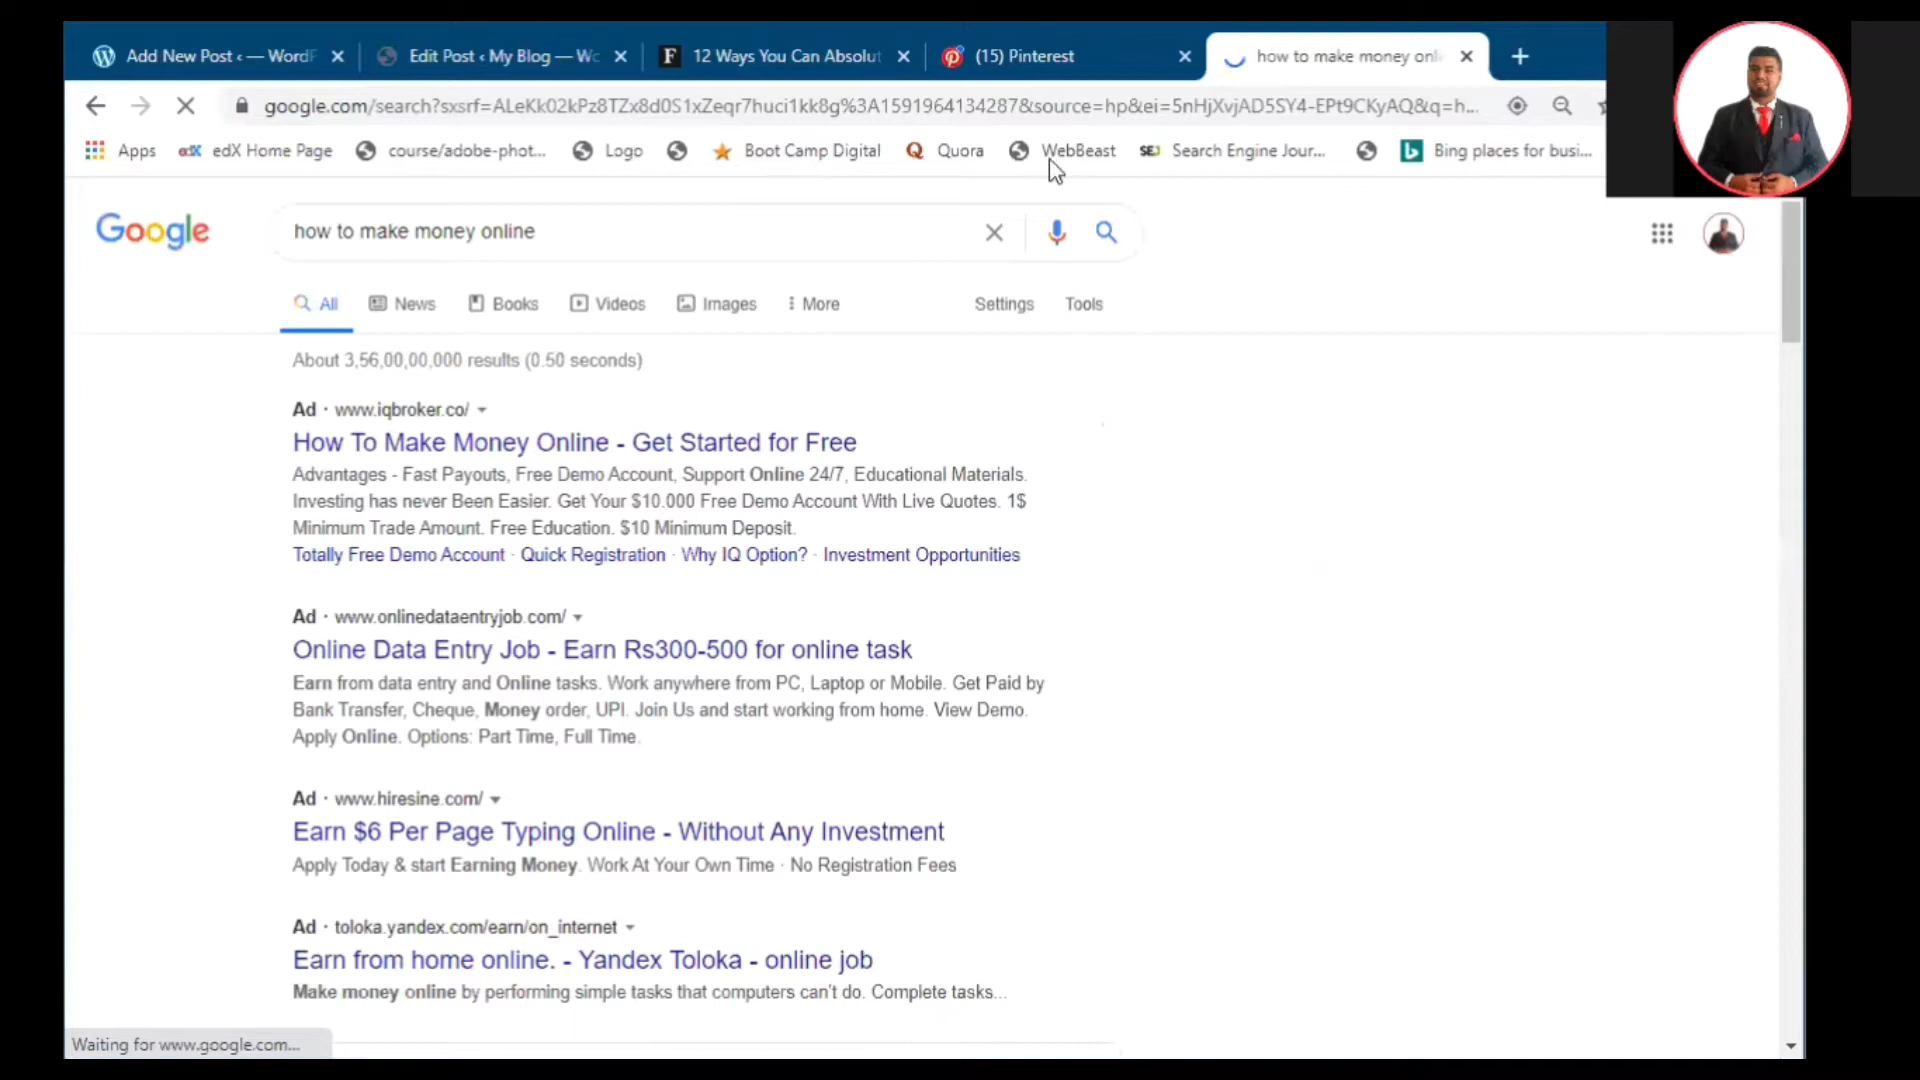 Add New Post ‹ — WordP
Edit Post ‹ My Blog — Wo
12 Ways You Can Absolut
(15) Pinterest
how to make money onli
google.com/search?sxsrf=ALeKk02kPz8TZx8d0S1xZeqr7huci1kk8g%3A1591964134287&source=hp&ei=5nHjXvjAD5SY4-EPt9CKyAQ&q=h...
Apps
edX
edX Home Page
course/adobe-phot...
Logo
Boot Camp Digital
Quora
WebBeast
SEJ
Search Engine Jour...
Bing places for busi...
Google
how to make money online
All
News
Books
Videos
Images
More
Settings
Tools
About 3,56,00,00,000 results (0.50 seconds)
Ad · www.iqbroker.co/
How To Make Money Online - Get Started for Free
Advantages - Fast Payouts, Free Demo Account, Support Online 24/7, Educational Materials.
Investing has never Been Easier. Get Your $10.000 Free Demo Account With Live Quotes. 1$
Minimum Trade Amount. Free Education. $10 Minimum Deposit.
Totally Free Demo Account · Quick Registration · Why IQ Option? · Investment Opportunities
Ad · www.onlinedataentryjob.com/
Online Data Entry Job - Earn Rs300-500 for online task
Earn from data entry and Online tasks. Work anywhere from PC, Laptop or Mobile. Get Paid by
Bank Transfer, Cheque, Money order, UPI. Join Us and start working from home. View Demo.
Apply Online. Options: Part Time, Full Time.
Ad · www.hiresine.com/
Earn $6 Per Page Typing Online - Without Any Investment
Apply Today & start Earning Money. Work At Your Own Time · No Registration Fees
Ad · toloka.yandex.com/earn/on_internet
Earn from home online. - Yandex Toloka - online job
Make money online by performing simple tasks that computers can't do. Complete tasks...
Waiting for www.google.com...